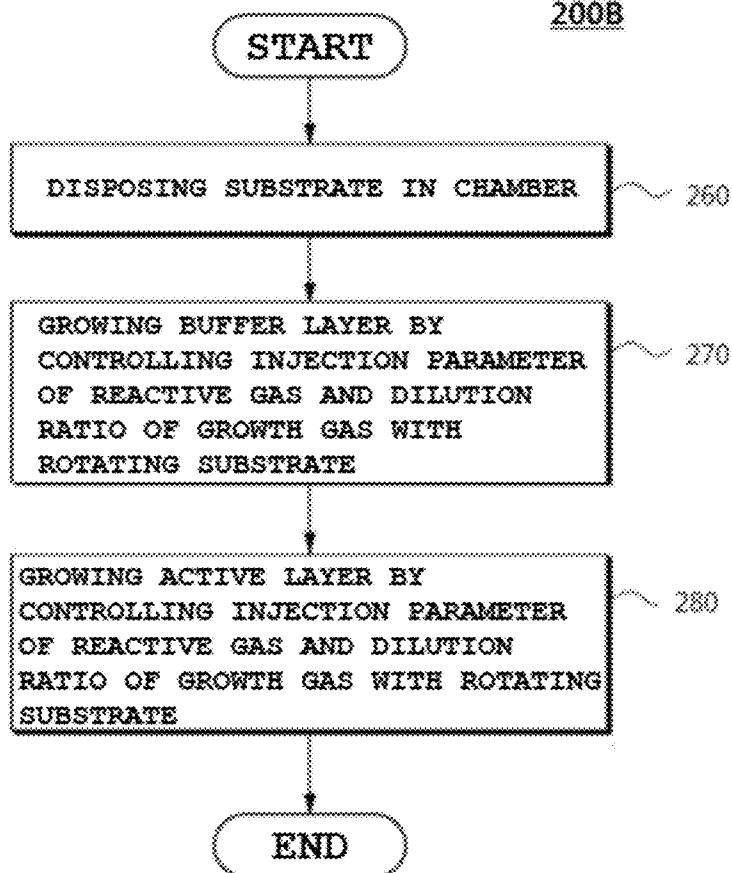 200B
START
DISPOSING SUBSTRATE IN CHAMBER
260
GROWING BUFFER LAYER BY
CONTROLLING INJECTION PARAMETER
OF REACTIVE GAS AND DILUTION
RATIO OF GROWTH GAS WITH
ROTATING SUBSTRATE
270
GROWING ACTIVE LAYER BY
CONTROLLING INJECTION PARAMETER
OF REACTIVE GAS AND DILUTION
RATIO OF GROWTH GAS WITH ROTATING
SUBSTRATE
280
END